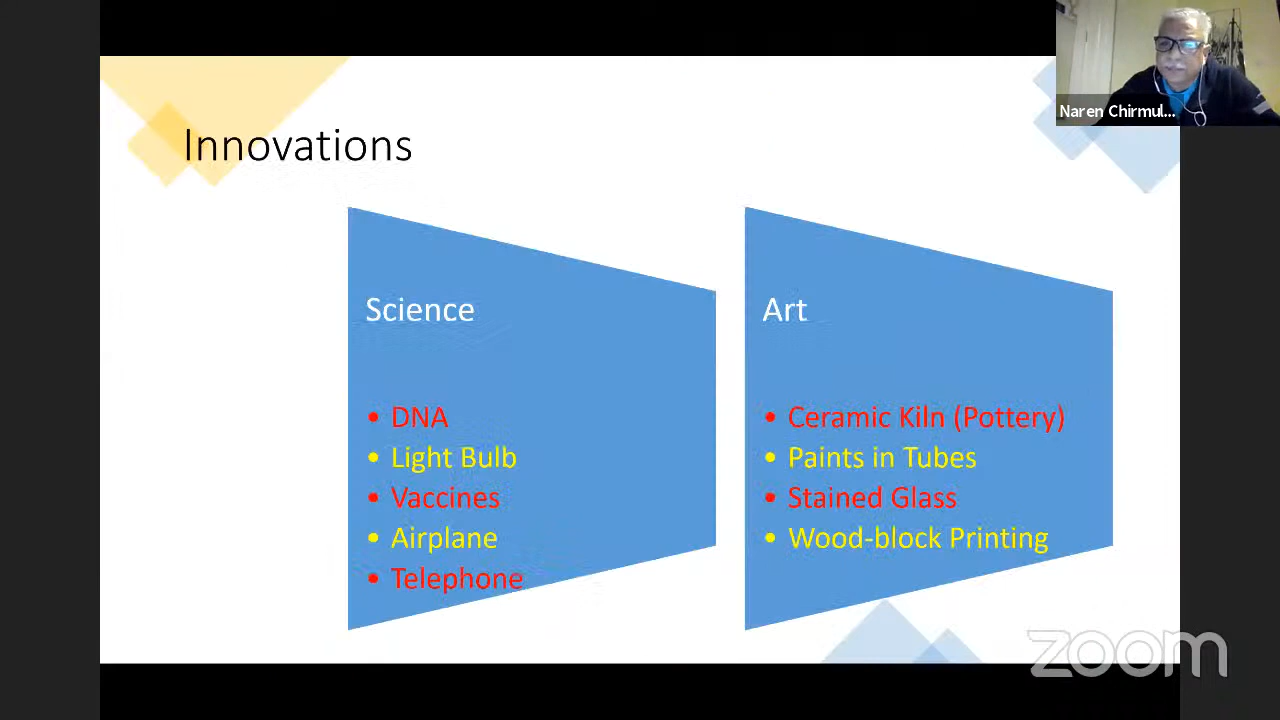 Naren Chirmul...
Innovations
Science
• DNA
• Light Bulb
• Vaccines
• Airplane
• Telephone
Art
• Ceramic Kiln (Pottery)
• Paints in Tubes
• Stained Glass
• Wood-block Printing
zoom